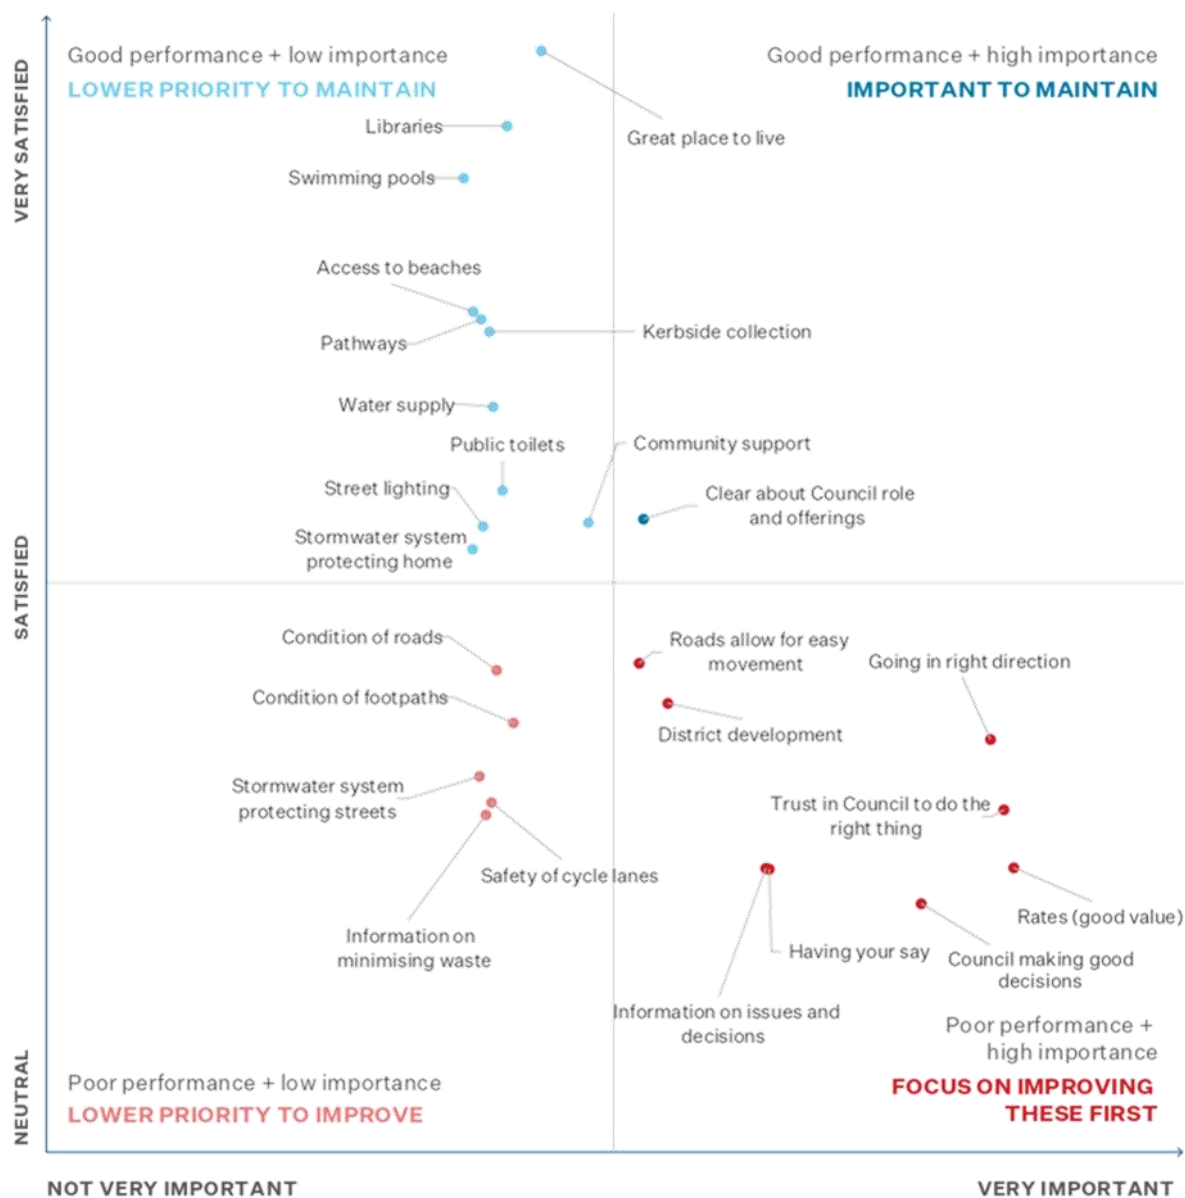 Good performance + low importance
LOWER PRIORITY TO MAINTAIN
Good performance + high importance
IMPORTANT TO MAINTAIN
VERY SATISFIED
Libraries
Great place to live
Swimming pools
Access to beaches
Pathways
Kerbside collection
Water supply
Public toilets
Community support
Street lighting
Clear about Council role
and offerings
Stormwater system
protecting home
SATISFIED
Condition of roads
Roads allow for easy
movement
Going in right direction
Condition of footpaths
District development
Stormwater system
protecting streets
Trust in Council to do the
right thing
Safety of cycle lanes
Rates (good value)
Information on
minimising waste
Having your say
Council making good
decisions
Information on issues and
decisions
Poor performance +
high importance
FOCUS ON IMPROVING
THESE FIRST
Poor performance + low importance
LOWER PRIORITY TO IMPROVE
NEUTRAL
NOT VERY IMPORTANT
VERY IMPORTANT